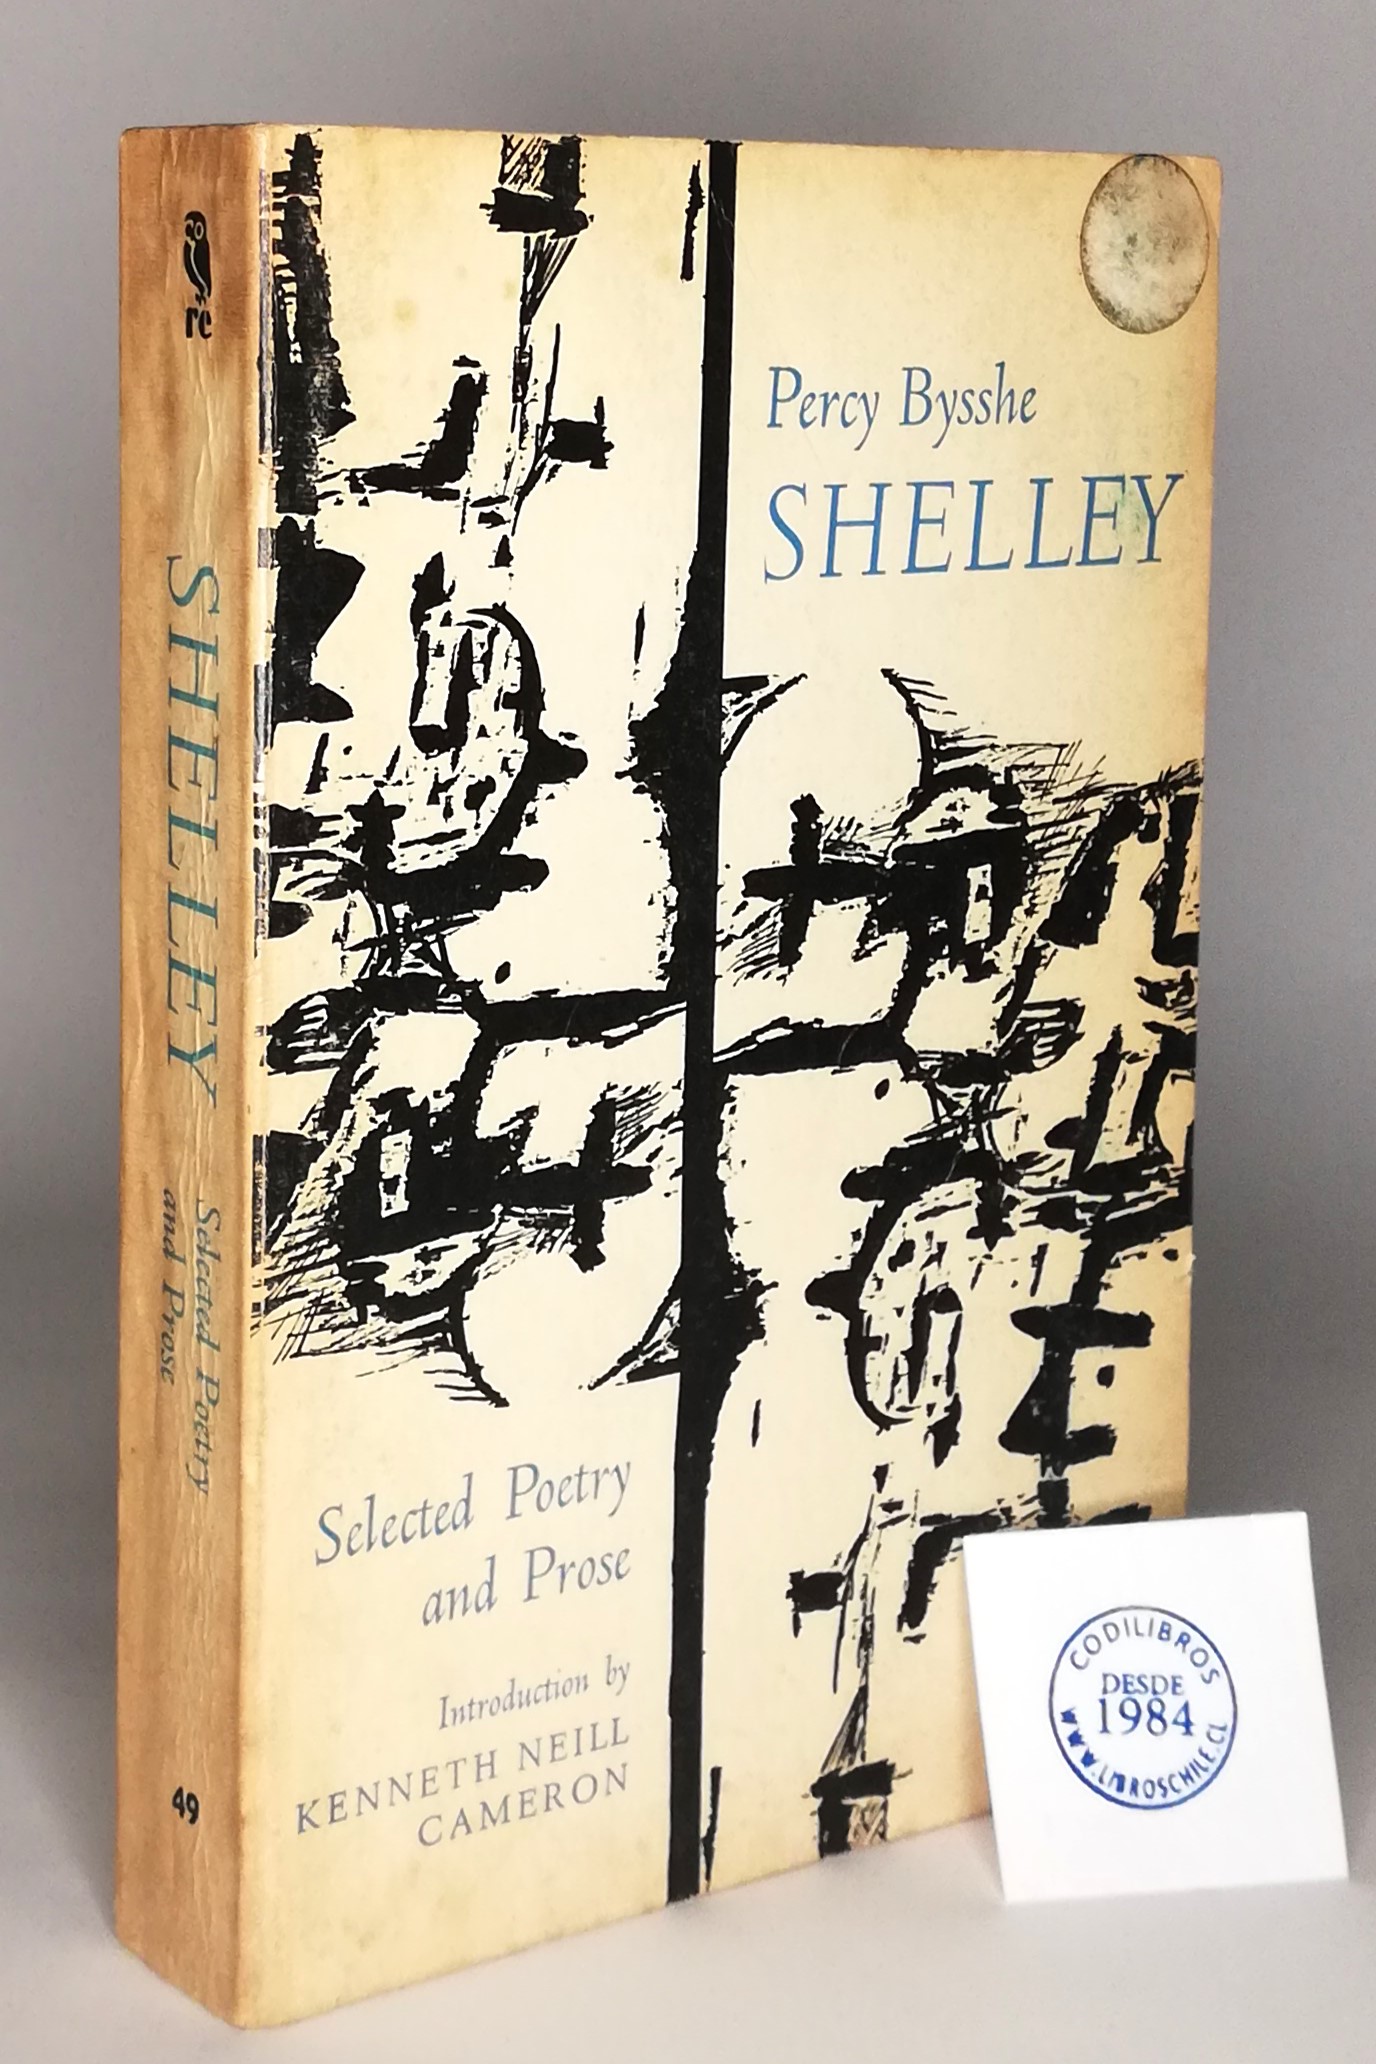 re
SHELLEY
Selected Poetry
and Prose
49
Percy Bysshe
SHELLEY
Selected Poetry
and Prose
Introduction by
KENNETH NEILL
CAMERON
CODILIBROS
DESDE
1984
WWW.LIBROSCHILE.CL